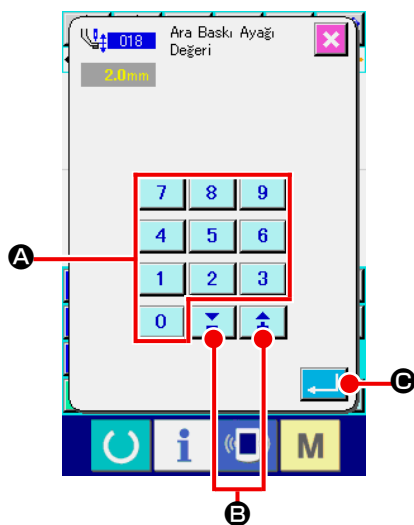 018 Ara Baskı Ayağı
Değeri
2.0mm
7 8 9
4 5 6
1 2 3
0
A
B
C
i M